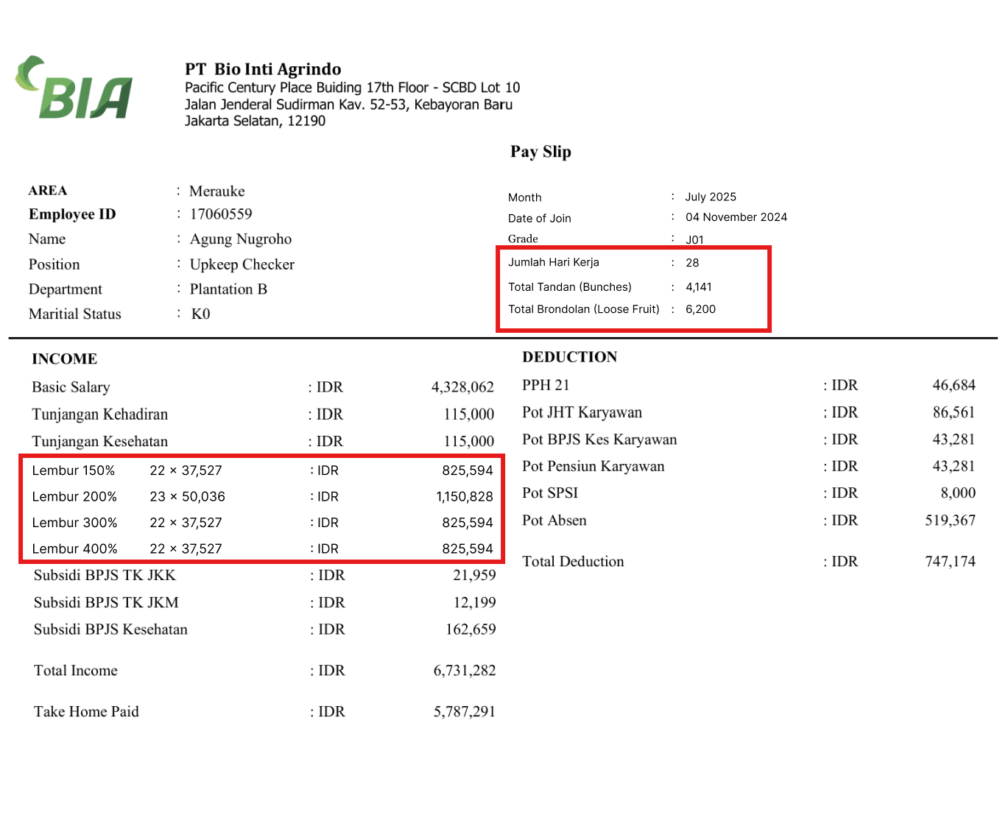 BIA
PT Bio Inti Agrindo
Pacific Century Place Buiding 17th Floor - SCBD Lot 10
Jalan Jenderal Sudirman Kav. 52-53, Kebayoran Baru
Jakarta Selatan, 12190
Pay Slip
AREA : Merauke
Employee ID : 17060559
Name : Agung Nugroho
Position : Upkeep Checker
Department : Plantation B
Maritial Status : K0
Month : July 2025
Date of Join : 04 November 2024
Grade : J01
Jumlah Hari Kerja : 28
Total Tandan (Bunches) : 4,141
Total Brondolan (Loose Fruit) : 6,200
INCOME
Basic Salary : IDR 4,328,062
Tunjangan Kehadiran : IDR 115,000
Tunjangan Kesehatan : IDR 115,000
Lembur 150% 22 × 37,527 : IDR 825,594
Lembur 200% 23 × 50,036 : IDR 1,150,828
Lembur 300% 22 × 37,527 : IDR 825,594
Lembur 400% 22 × 37,527 : IDR 825,594
Subsidi BPJS TK JKK : IDR 21,959
Subsidi BPJS TK JKM : IDR 12,199
Subsidi BPJS Kesehatan : IDR 162,659
Total Income : IDR 6,731,282
Take Home Paid : IDR 5,787,291
DEDUCTION
PPH 21 : IDR 46,684
Pot JHT Karyawan : IDR 86,561
Pot BPJS Kes Karyawan : IDR 43,281
Pot Pensiun Karyawan : IDR 43,281
Pot SPSI : IDR 8,000
Pot Absen : IDR 519,367
Total Deduction : IDR 747,174